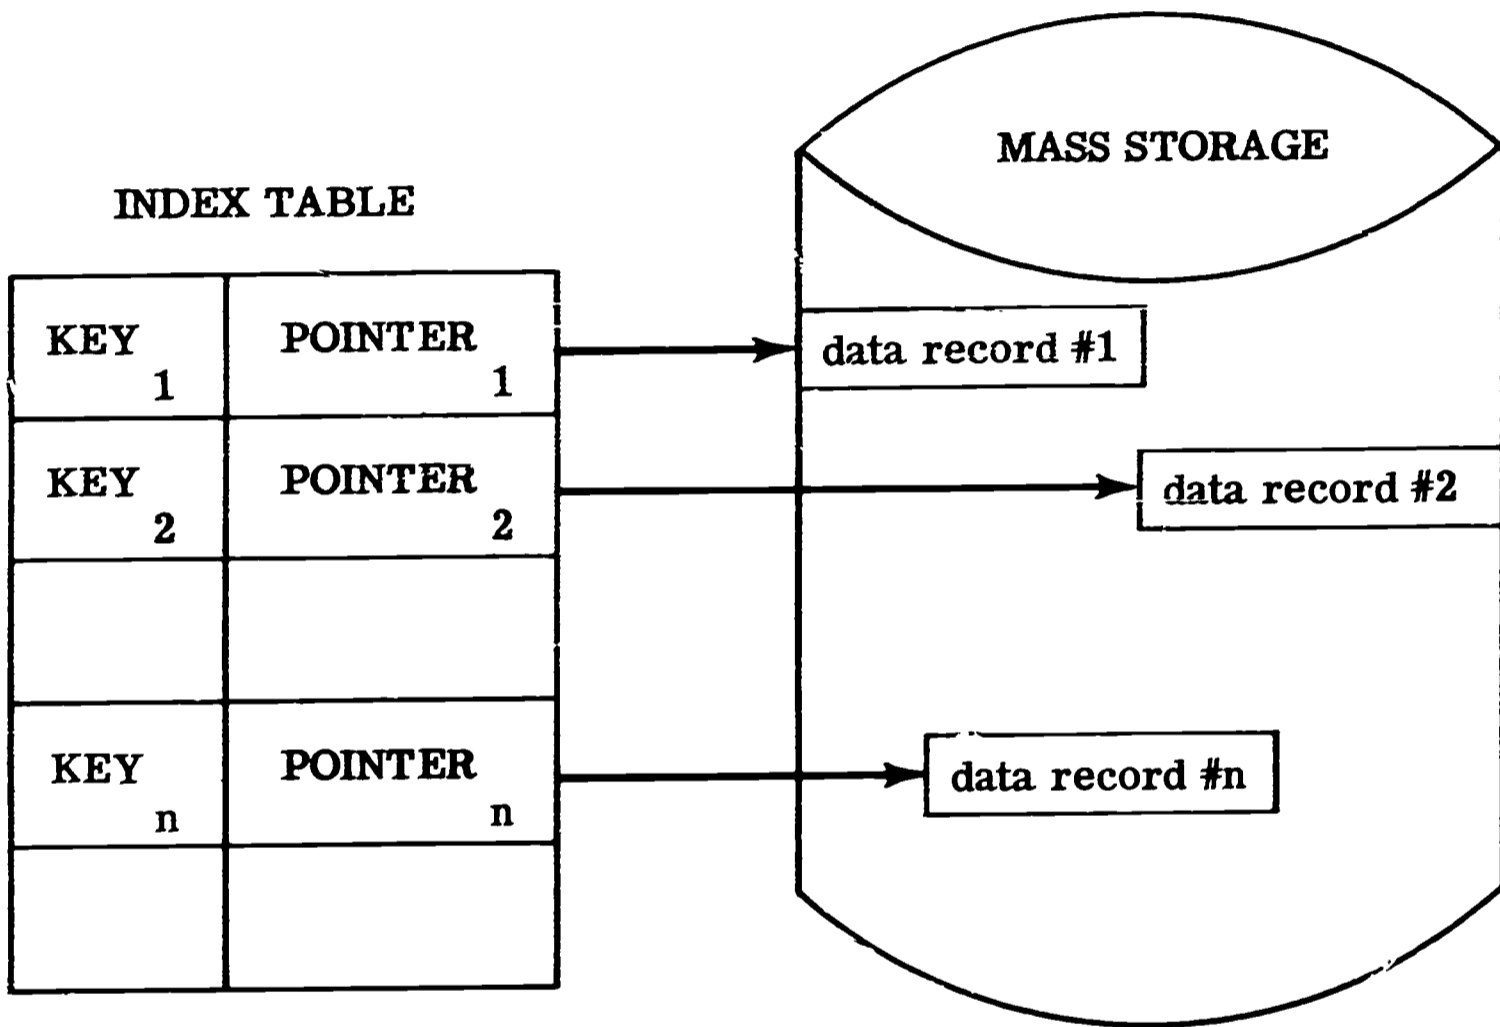 MASS STORAGE
INDEX TABLE
KEY 1 POINTER 1 data record #1
KEY 2 POINTER 2 data record #2
KEY n POINTER n data record #n